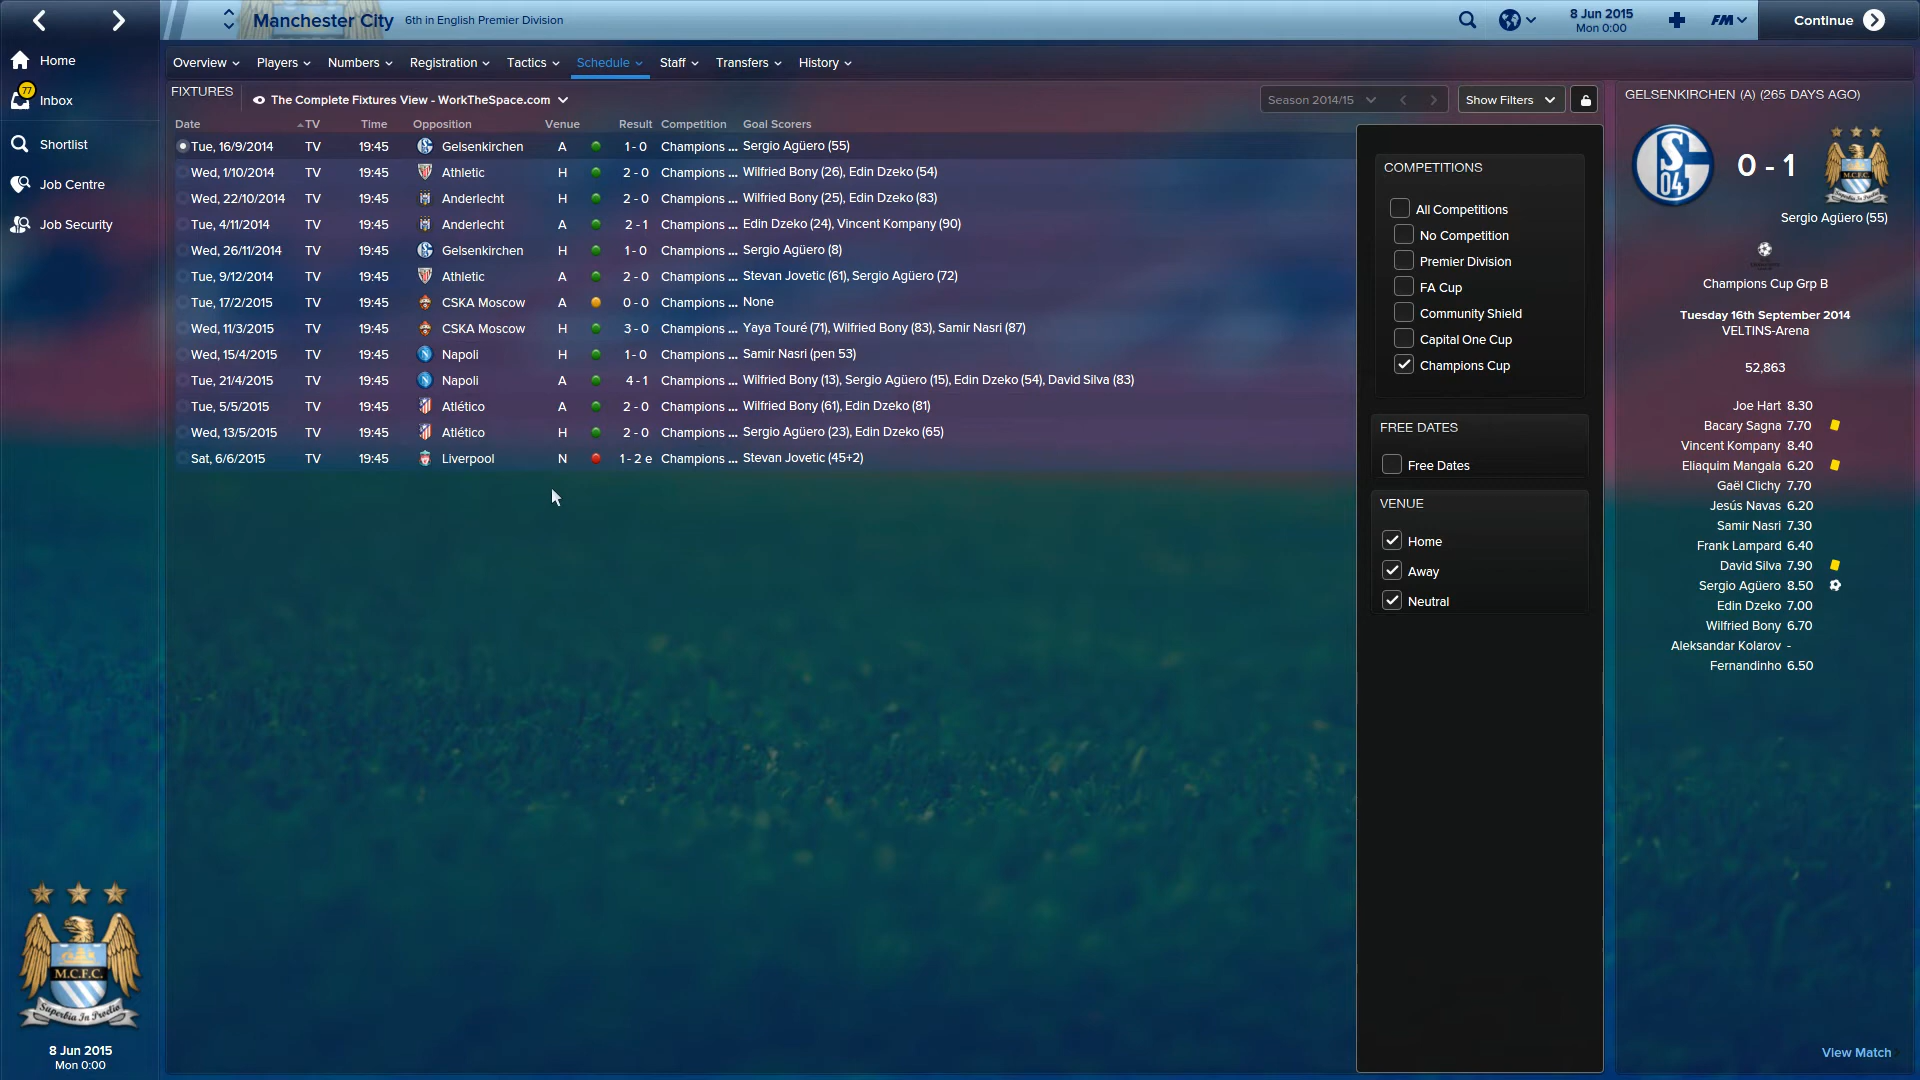 Manchester City 6th in English Premier Division
8 Jun 2015
Mon 0:00
FM
Continue
Home
77
Inbox
Shortlist
Job Centre
Job Security
Overview Players Numbers Registration Tactics Schedule Staff Transfers History
FIXTURES The Complete Fixtures View - WorkTheSpace.com Season 2014/15 Show Filters
Date TV Time Opposition Venue Result Competition Goal Scorers
Tue, 16/9/2014 TV 19:45 Gelsenkirchen A 1 - 0 Champions ... Sergio Agüero (55)
Wed, 1/10/2014 TV 19:45 Athletic H 2 - 0 Champions ... Wilfried Bony (26), Edin Dzeko (54)
Wed, 22/10/2014 TV 19:45 Anderlecht H 2 - 0 Champions ... Wilfried Bony (25), Edin Dzeko (83)
Tue, 4/11/2014 TV 19:45 Anderlecht A 2 - 1 Champions ... Edin Dzeko (24), Vincent Kompany (90)
Wed, 26/11/2014 TV 19:45 Gelsenkirchen H 1 - 0 Champions ... Sergio Agüero (8)
Tue, 9/12/2014 TV 19:45 Athletic A 2 - 0 Champions ... Stevan Jovetic (61), Sergio Agüero (72)
Tue, 17/2/2015 TV 19:45 CSKA Moscow A 0 - 0 Champions ... None
Wed, 11/3/2015 TV 19:45 CSKA Moscow H 3 - 0 Champions ... Yaya Touré (71), Wilfried Bony (83), Samir Nasri (87)
Wed, 15/4/2015 TV 19:45 Napoli H 1 - 0 Champions ... Samir Nasri (pen 53)
Tue, 21/4/2015 TV 19:45 Napoli A 4 - 1 Champions ... Wilfried Bony (13), Sergio Agüero (15), Edin Dzeko (54), David Silva (83)
Tue, 5/5/2015 TV 19:45 Atlético A 2 - 0 Champions ... Wilfried Bony (61), Edin Dzeko (81)
Wed, 13/5/2015 TV 19:45 Atlético H 2 - 0 Champions ... Sergio Agüero (23), Edin Dzeko (65)
Sat, 6/6/2015 TV 19:45 Liverpool N 1 - 2 e Champions ... Stevan Jovetic (45+2)
COMPETITIONS
All Competitions
No Competition
Premier Division
FA Cup
Community Shield
Capital One Cup
Champions Cup
FREE DATES
Free Dates
VENUE
Home
Away
Neutral
GELSENKIRCHEN (A) (265 DAYS AGO)
S 04
0 - 1
M.C.F.C.
Sergio Agüero (55)
Champions Cup Grp B
Tuesday 16th September 2014
VELTINS-Arena
52,863
Joe Hart 8.30
Bacary Sagna 7.70
Vincent Kompany 8.40
Eliaquim Mangala 6.20
Gaël Clichy 7.70
Jesús Navas 6.20
Samir Nasri 7.30
Frank Lampard 6.40
David Silva 7.90
Sergio Agüero 8.50
Edin Dzeko 7.00
Wilfried Bony 6.70
Aleksandar Kolarov -
Fernandinho 6.50
View Match
M.C.F.C.
Superbia In Proelio
8 Jun 2015
Mon 0:00